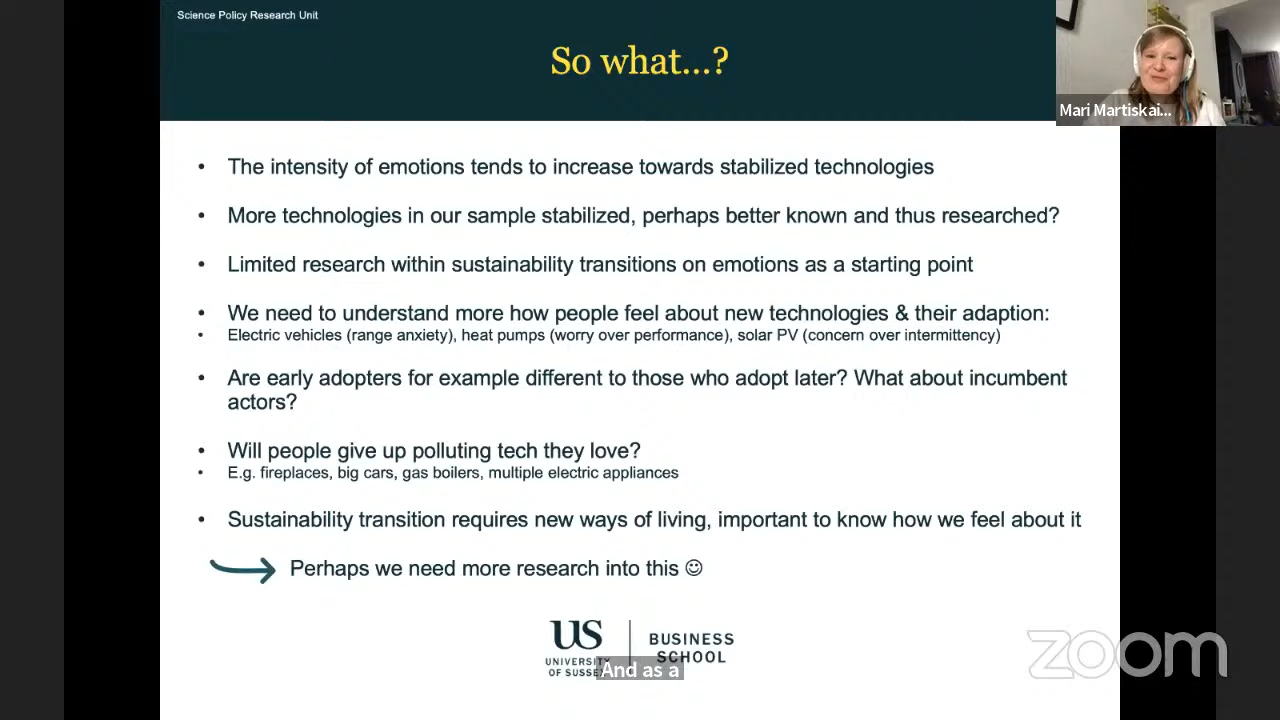 Science Policy Research Unit
So what...?
Mari Martiskai...
• The intensity of emotions tends to increase towards stabilized technologies
• More technologies in our sample stabilized, perhaps better known and thus researched?
• Limited research within sustainability transitions on emotions as a starting point
• We need to understand more how people feel about new technologies & their adaption:
• Electric vehicles (range anxiety), heat pumps (worry over performance), solar PV (concern over intermittency)
• Are early adopters for example different to those who adopt later? What about incumbent
actors?
• Will people give up polluting tech they love?
• E.g. fireplaces, big cars, gas boilers, multiple electric appliances
• Sustainability transition requires new ways of living, important to know how we feel about it
Perhaps we need more research into this ☺
US
UNIVERSITY
OF SUSSEX
BUSINESS
SCHOOL
And as a
zoom